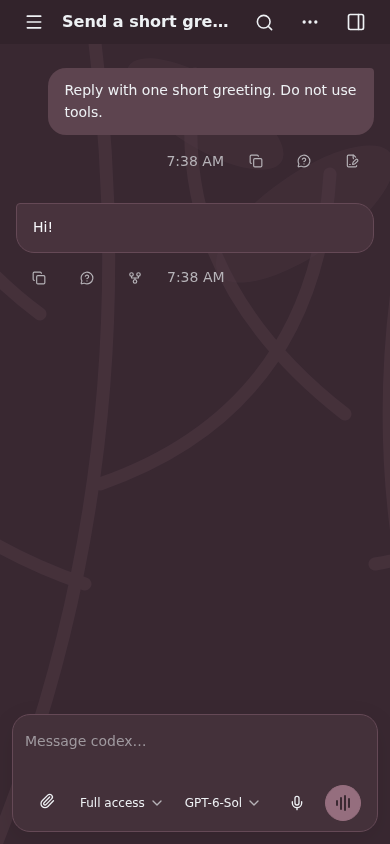 Send a short gre...
Reply with one short greeting. Do not use
tools.
7:38 AM
Hi!
7:38 AM
Message codex...
Full access
GPT-6-Sol